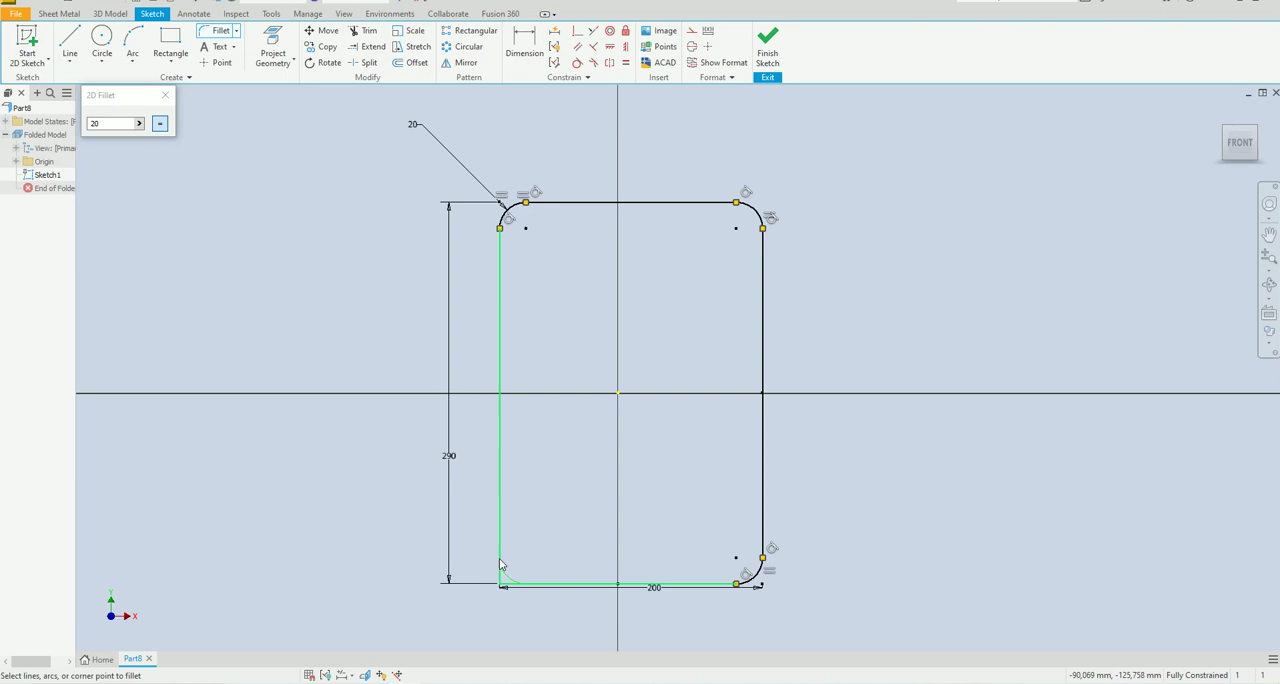 File Sheet Metal 3D Model Sketch Annotate Inspect Tools Manage View Environments Collaborate Fusion 360
Start
2D Sketch
Line
Circle
Arc
Rectangle
Fillet
Text
Point
Project
Geometry
Move
Copy
Rotate
Trim
Extend
Split
Scale
Stretch
Offset
Rectangular
Circular
Mirror
Dimension
Image
Points
ACAD
Show Format
Finish
Sketch
Sketch Create Modify Pattern Constrain Insert Format Exit
2D Fillet
20
Part8
Model States: [
Folded Model
View: [Primar
Origin
Sketch1
End of Folde
20
FRONT
290
200
Y
X
Home Part8
Select lines, arcs, or corner point to fillet
-90,069 mm, -125,758 mm Fully Constrained 1 1